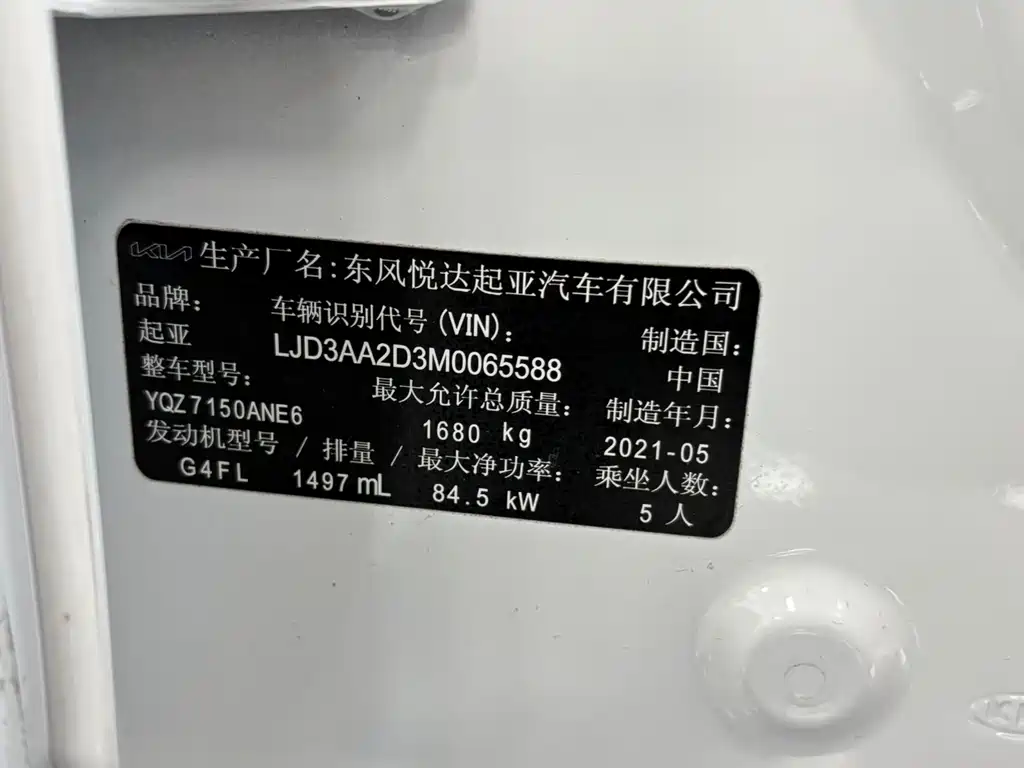 KIA 生产厂名:东风悦达起亚汽车有限公司
品牌: 车辆识别代号(VIN): 制造国:
起亚 LJD3AA2D3M0065588 中国
整车型号: 最大允许总质量: 制造年月:
YQZ7150ANE6 1680 kg 2021-05
发动机型号 / 排量 / 最大净功率: 乘坐人数:
G4FL 1497 mL 84.5 kW 5 人